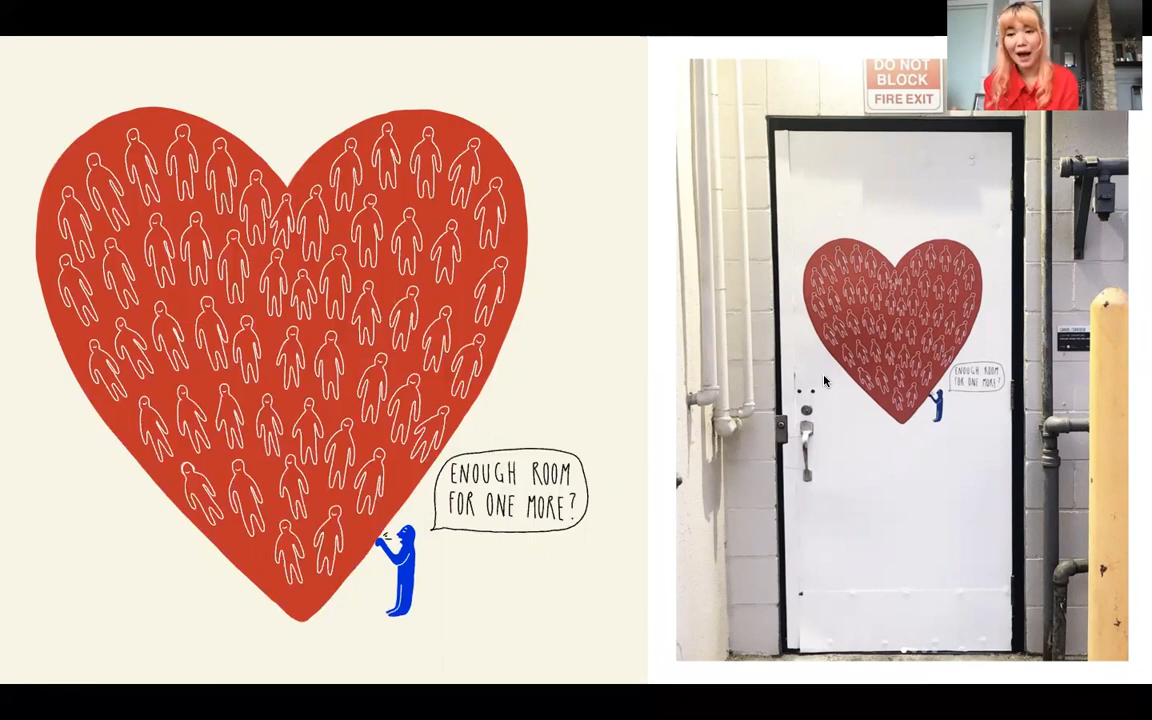 ENOUGH ROOM
FOR ONE MORE?
DO NOT
BLOCK
FIRE EXIT
ENOUGH ROOM
FOR ONE MORE?